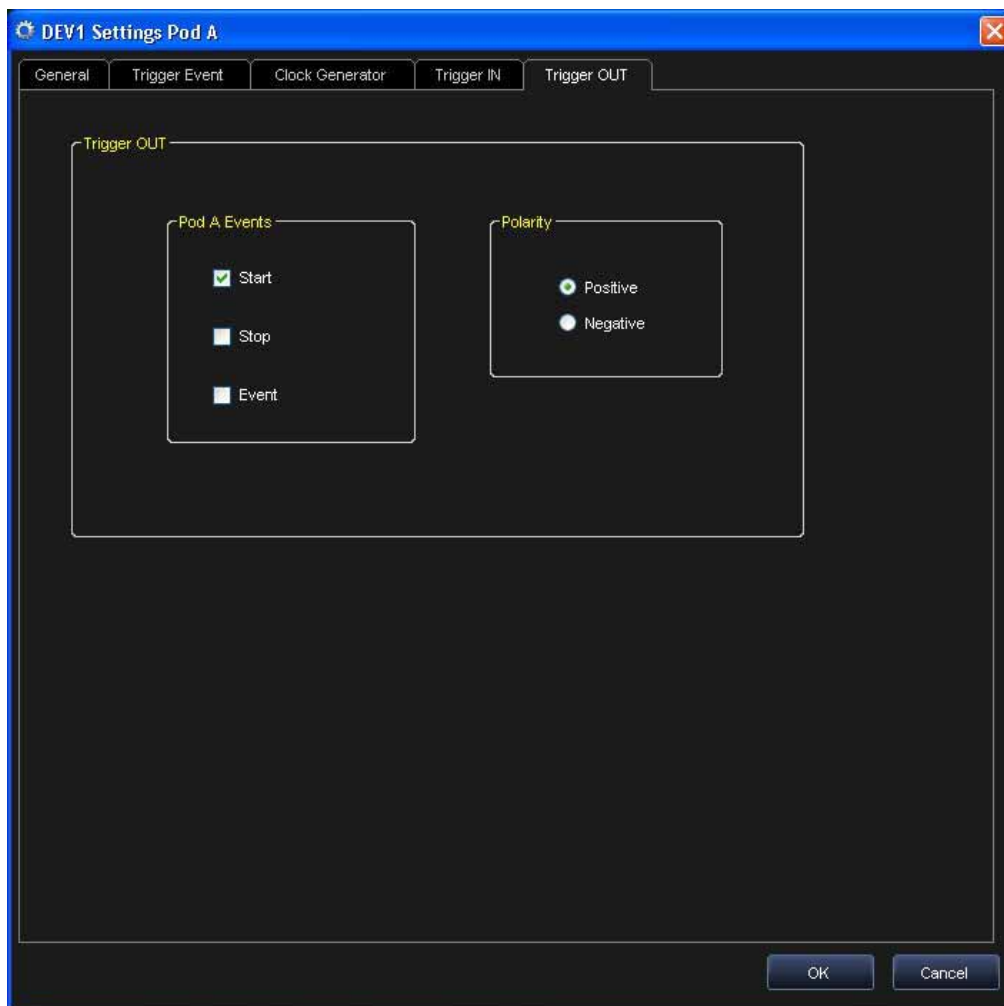 DEV1 Settings Pod A
General Trigger Event Clock Generator Trigger IN Trigger OUT
Trigger OUT
Pod A Events
Start
Stop
Event
Polarity
Positive
Negative
OK Cancel